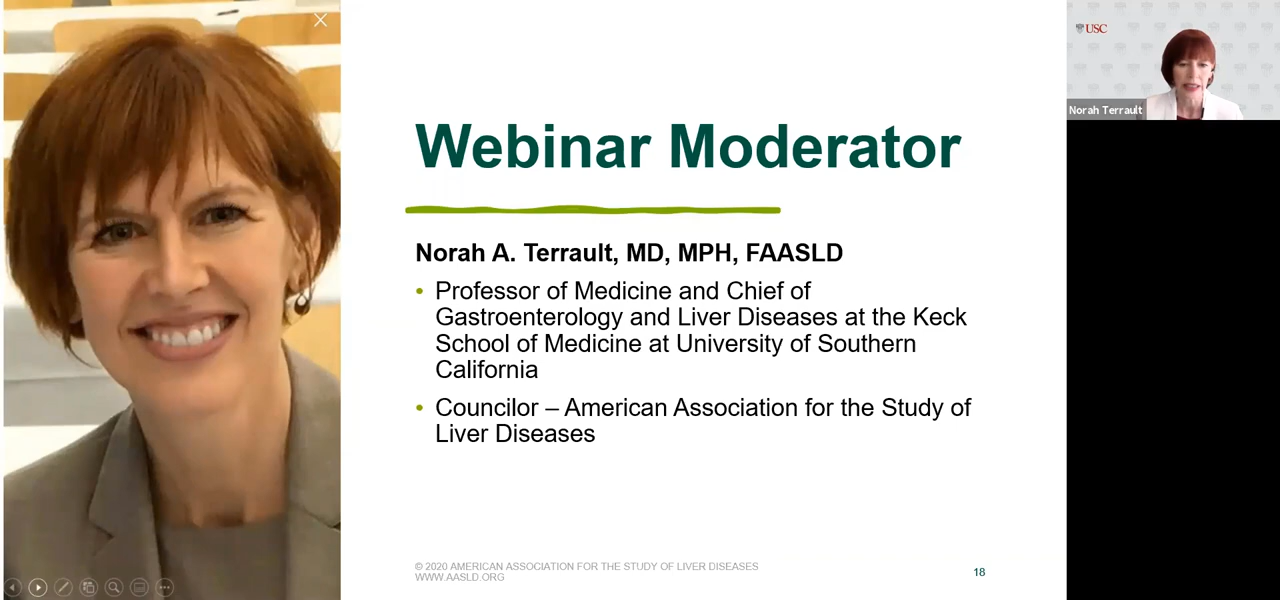 Webinar Moderator
Norah A. Terrault, MD, MPH, FAASLD
• Professor of Medicine and Chief of
Gastroenterology and Liver Diseases at the Keck
School of Medicine at University of Southern
California
• Councilor – American Association for the Study of
Liver Diseases
© 2020 AMERICAN ASSOCIATION FOR THE STUDY OF LIVER DISEASES
WWW.AASLD.ORG
18
USC
Norah Terrault